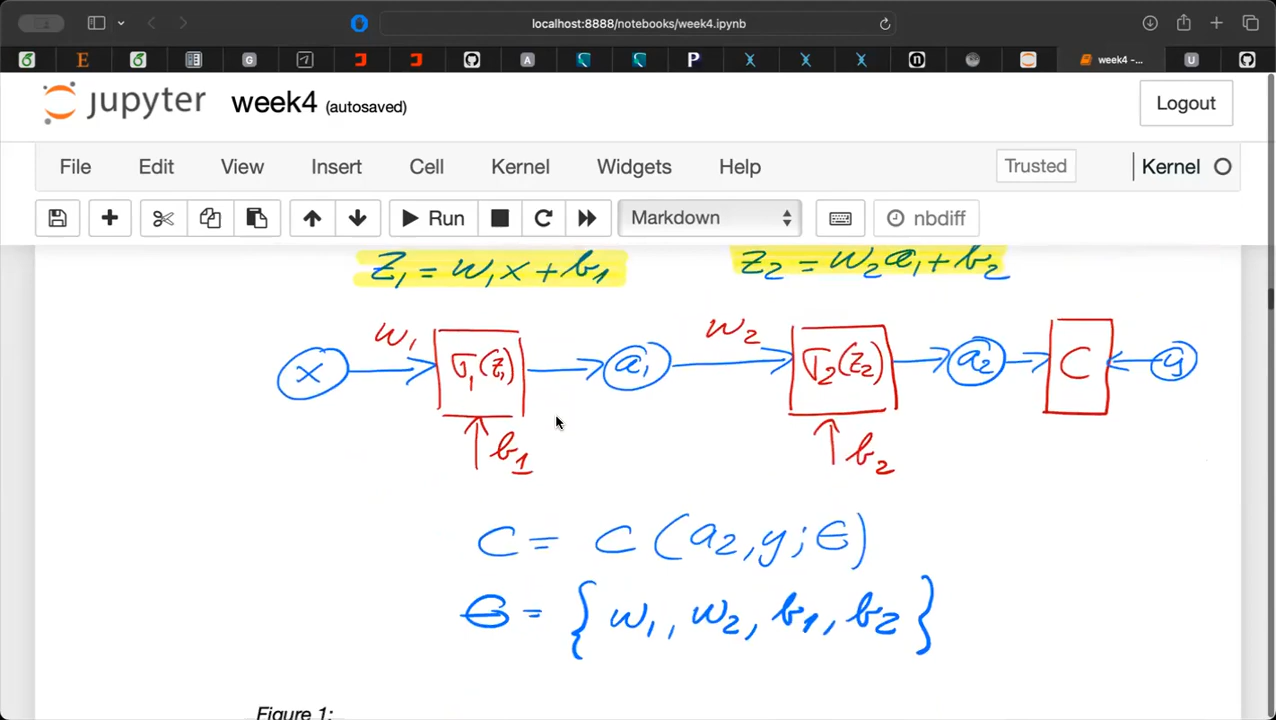 localhost:8888/notebooks/week4.ipynb
week4 -...
jupyter week4 (autosaved)
Logout
File Edit View Insert Cell Kernel Widgets Help
Trusted
Kernel
Run
Markdown
nbdiff
z₁ = w₁x + b₁
z₂ = w₂a₁ + b₂
w₁
w₂
x
σ₁(z₁)
a₁
σ₂(z₂)
a₂
C
y
b₁
b₂
C = C(a₂, y; Θ)
Θ = {w₁, w₂, b₁, b₂}
Figure 1: